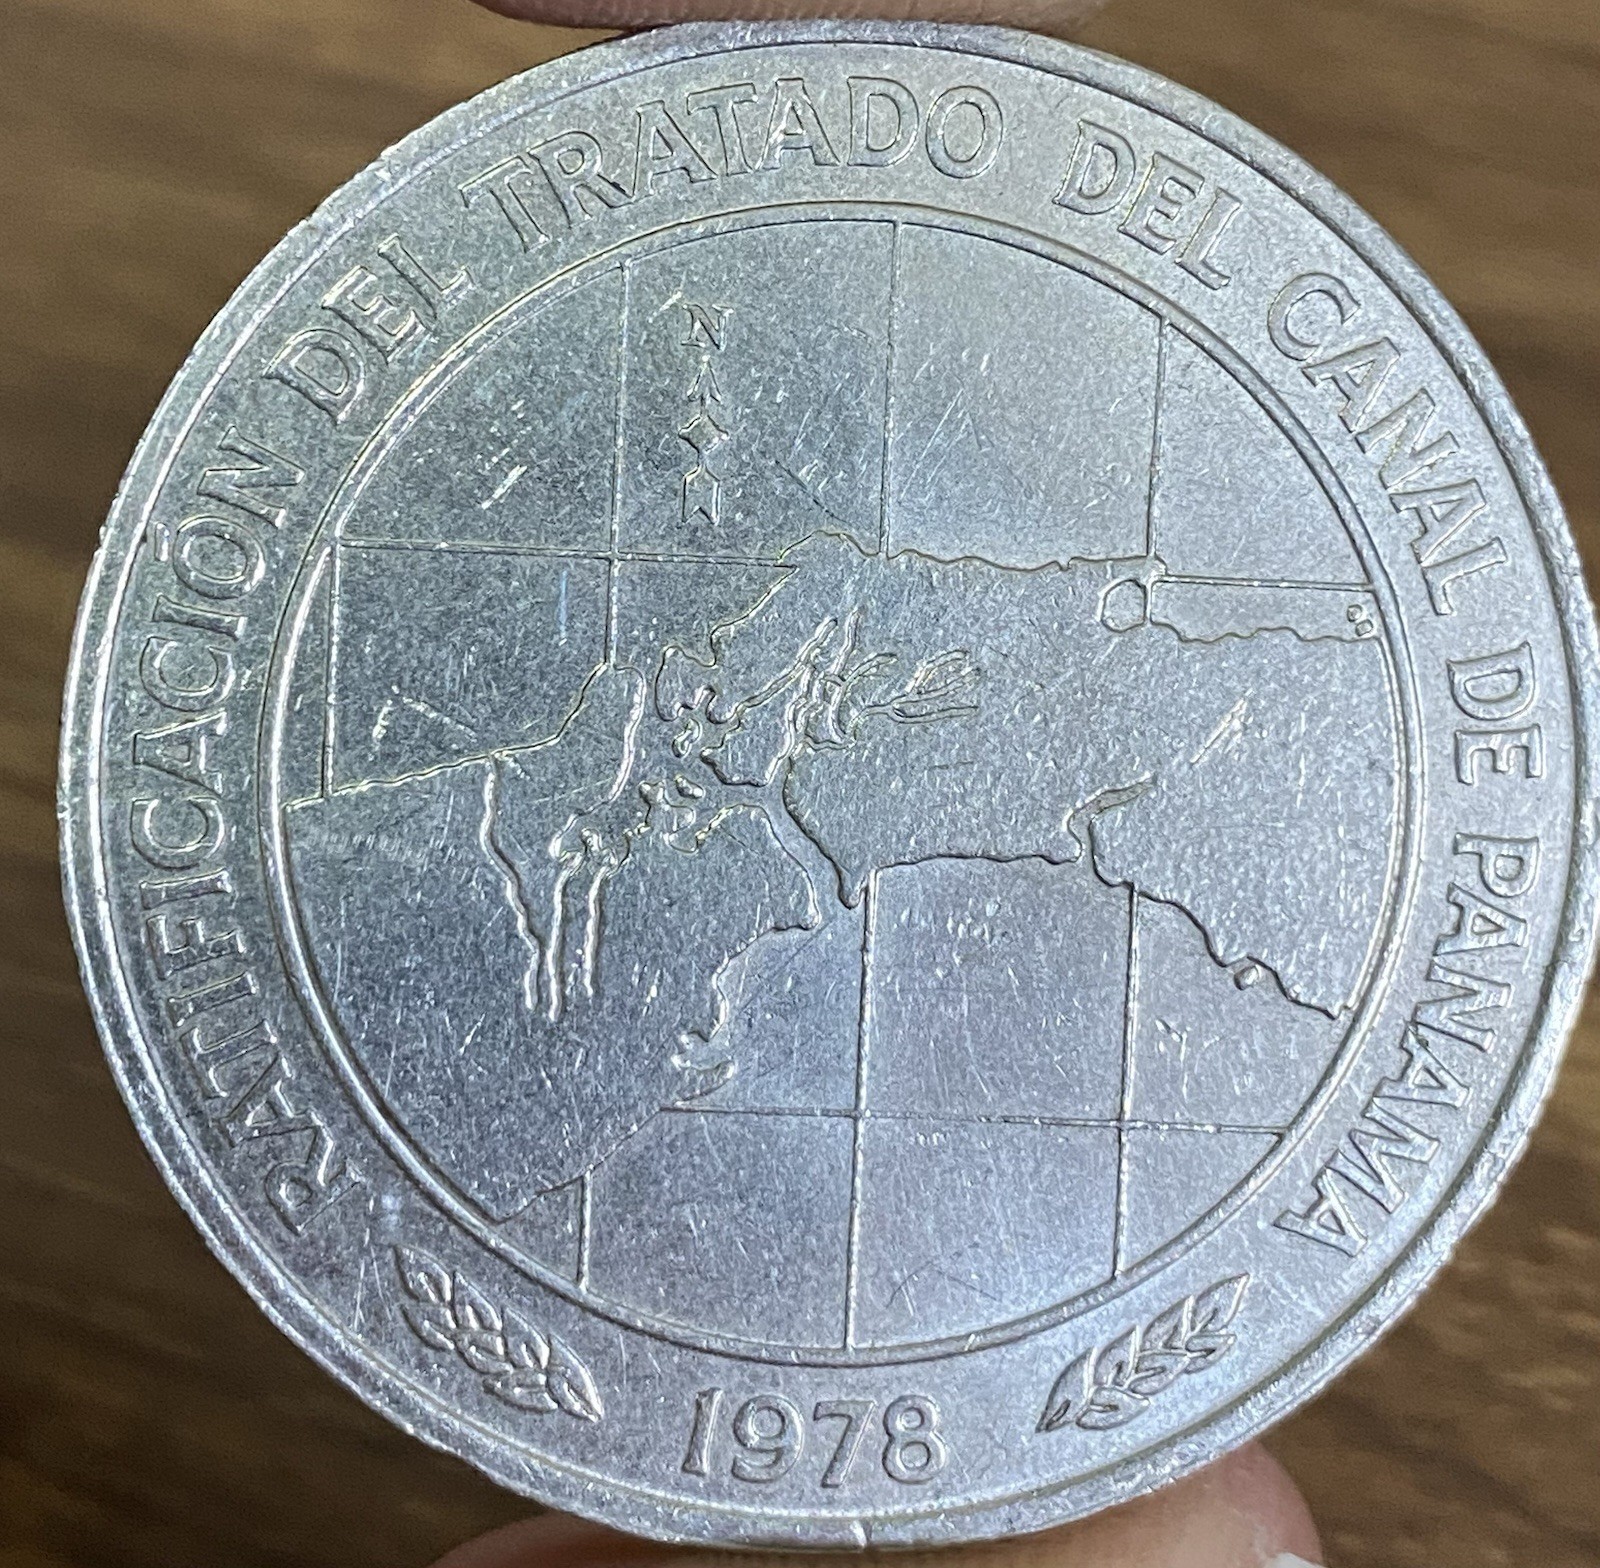 RATIFICACIÓN DEL TRATADO DEL CANAL DE PANAMA
N
1978